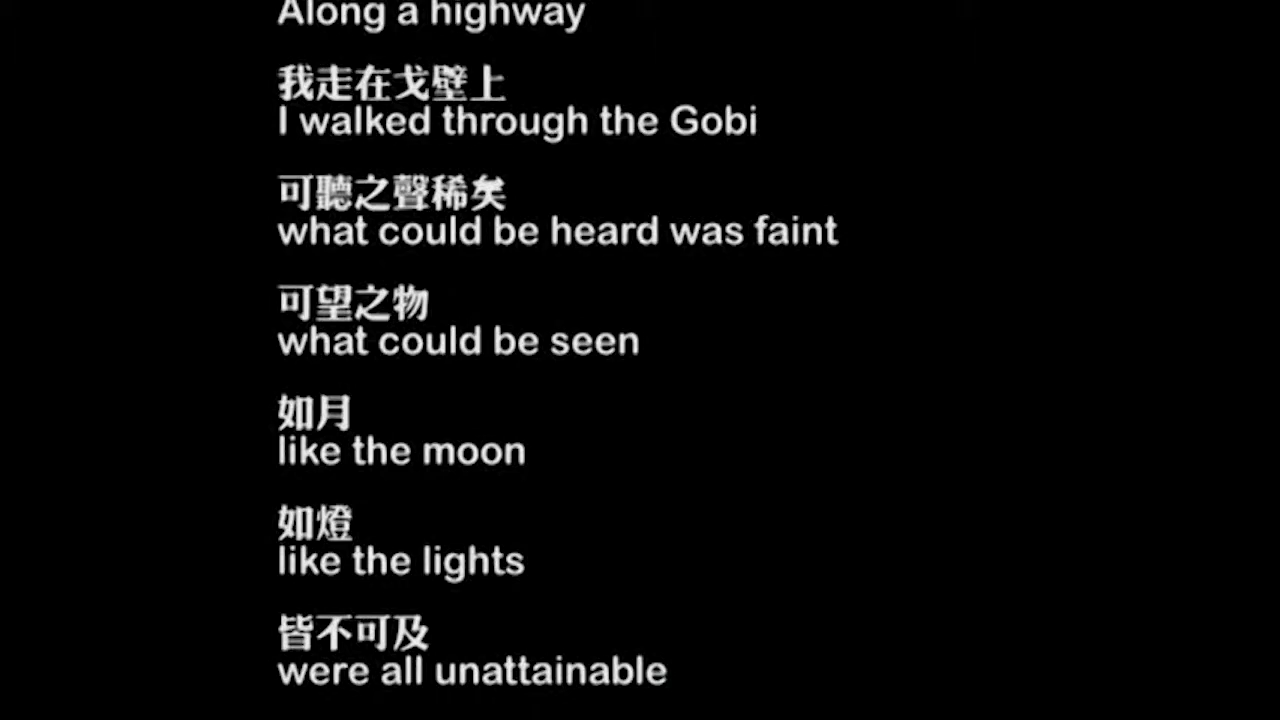 Along a highway
我走在戈壁上
I walked through the Gobi
可聽之聲稀矣
what could be heard was faint
可望之物
what could be seen
如月
like the moon
如燈
like the lights
皆不可及
were all unattainable